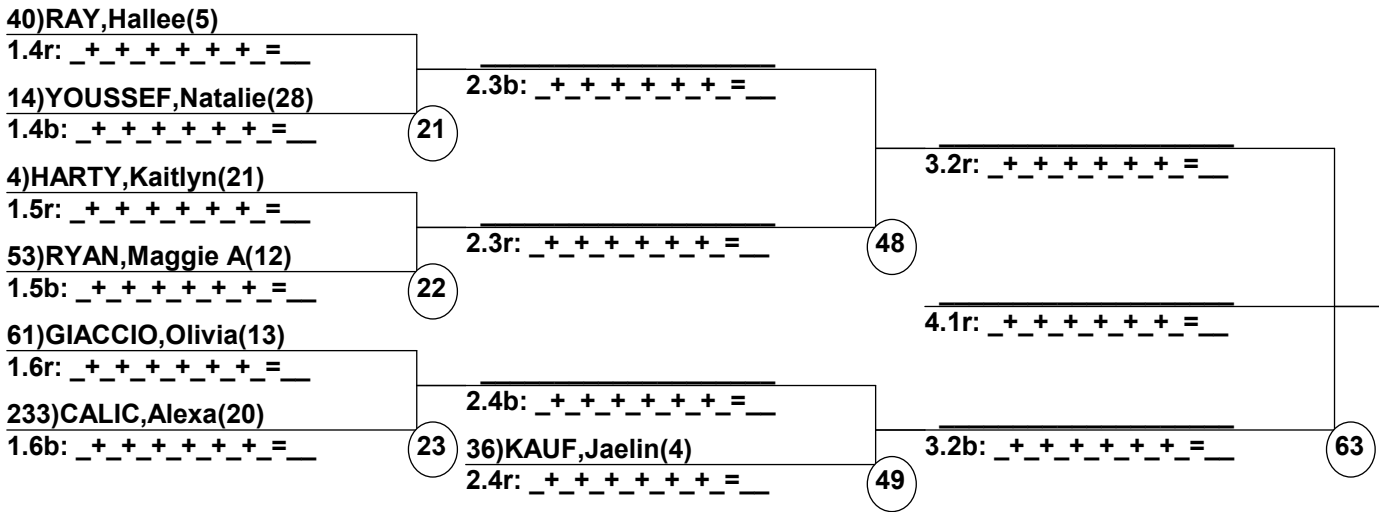 40)RAY,Hallee(5)
1.4r: _+_+_+_+_+_=__
14)YOUSSEF,Natalie(28)
1.4b: _+_+_+_+_+_=__
21
4)HARTY,Kaitlyn(21)
1.5r: _+_+_+_+_+_=__
53)RYAN,Maggie A(12)
1.5b: _+_+_+_+_+_=__
22
61)GIACCIO,Olivia(13)
1.6r: _+_+_+_+_+_=__
233)CALIC,Alexa(20)
1.6b: _+_+_+_+_+_=__
23
2.3b: _+_+_+_+_+_=__
2.3r: _+_+_+_+_+_=__
48
2.4b: _+_+_+_+_+_=__
36)KAUF,Jaelin(4)
2.4r: _+_+_+_+_+_=__
49
3.2r: _+_+_+_+_+_=__
4.1r: _+_+_+_+_+_=__
3.2b: _+_+_+_+_+_=__
63